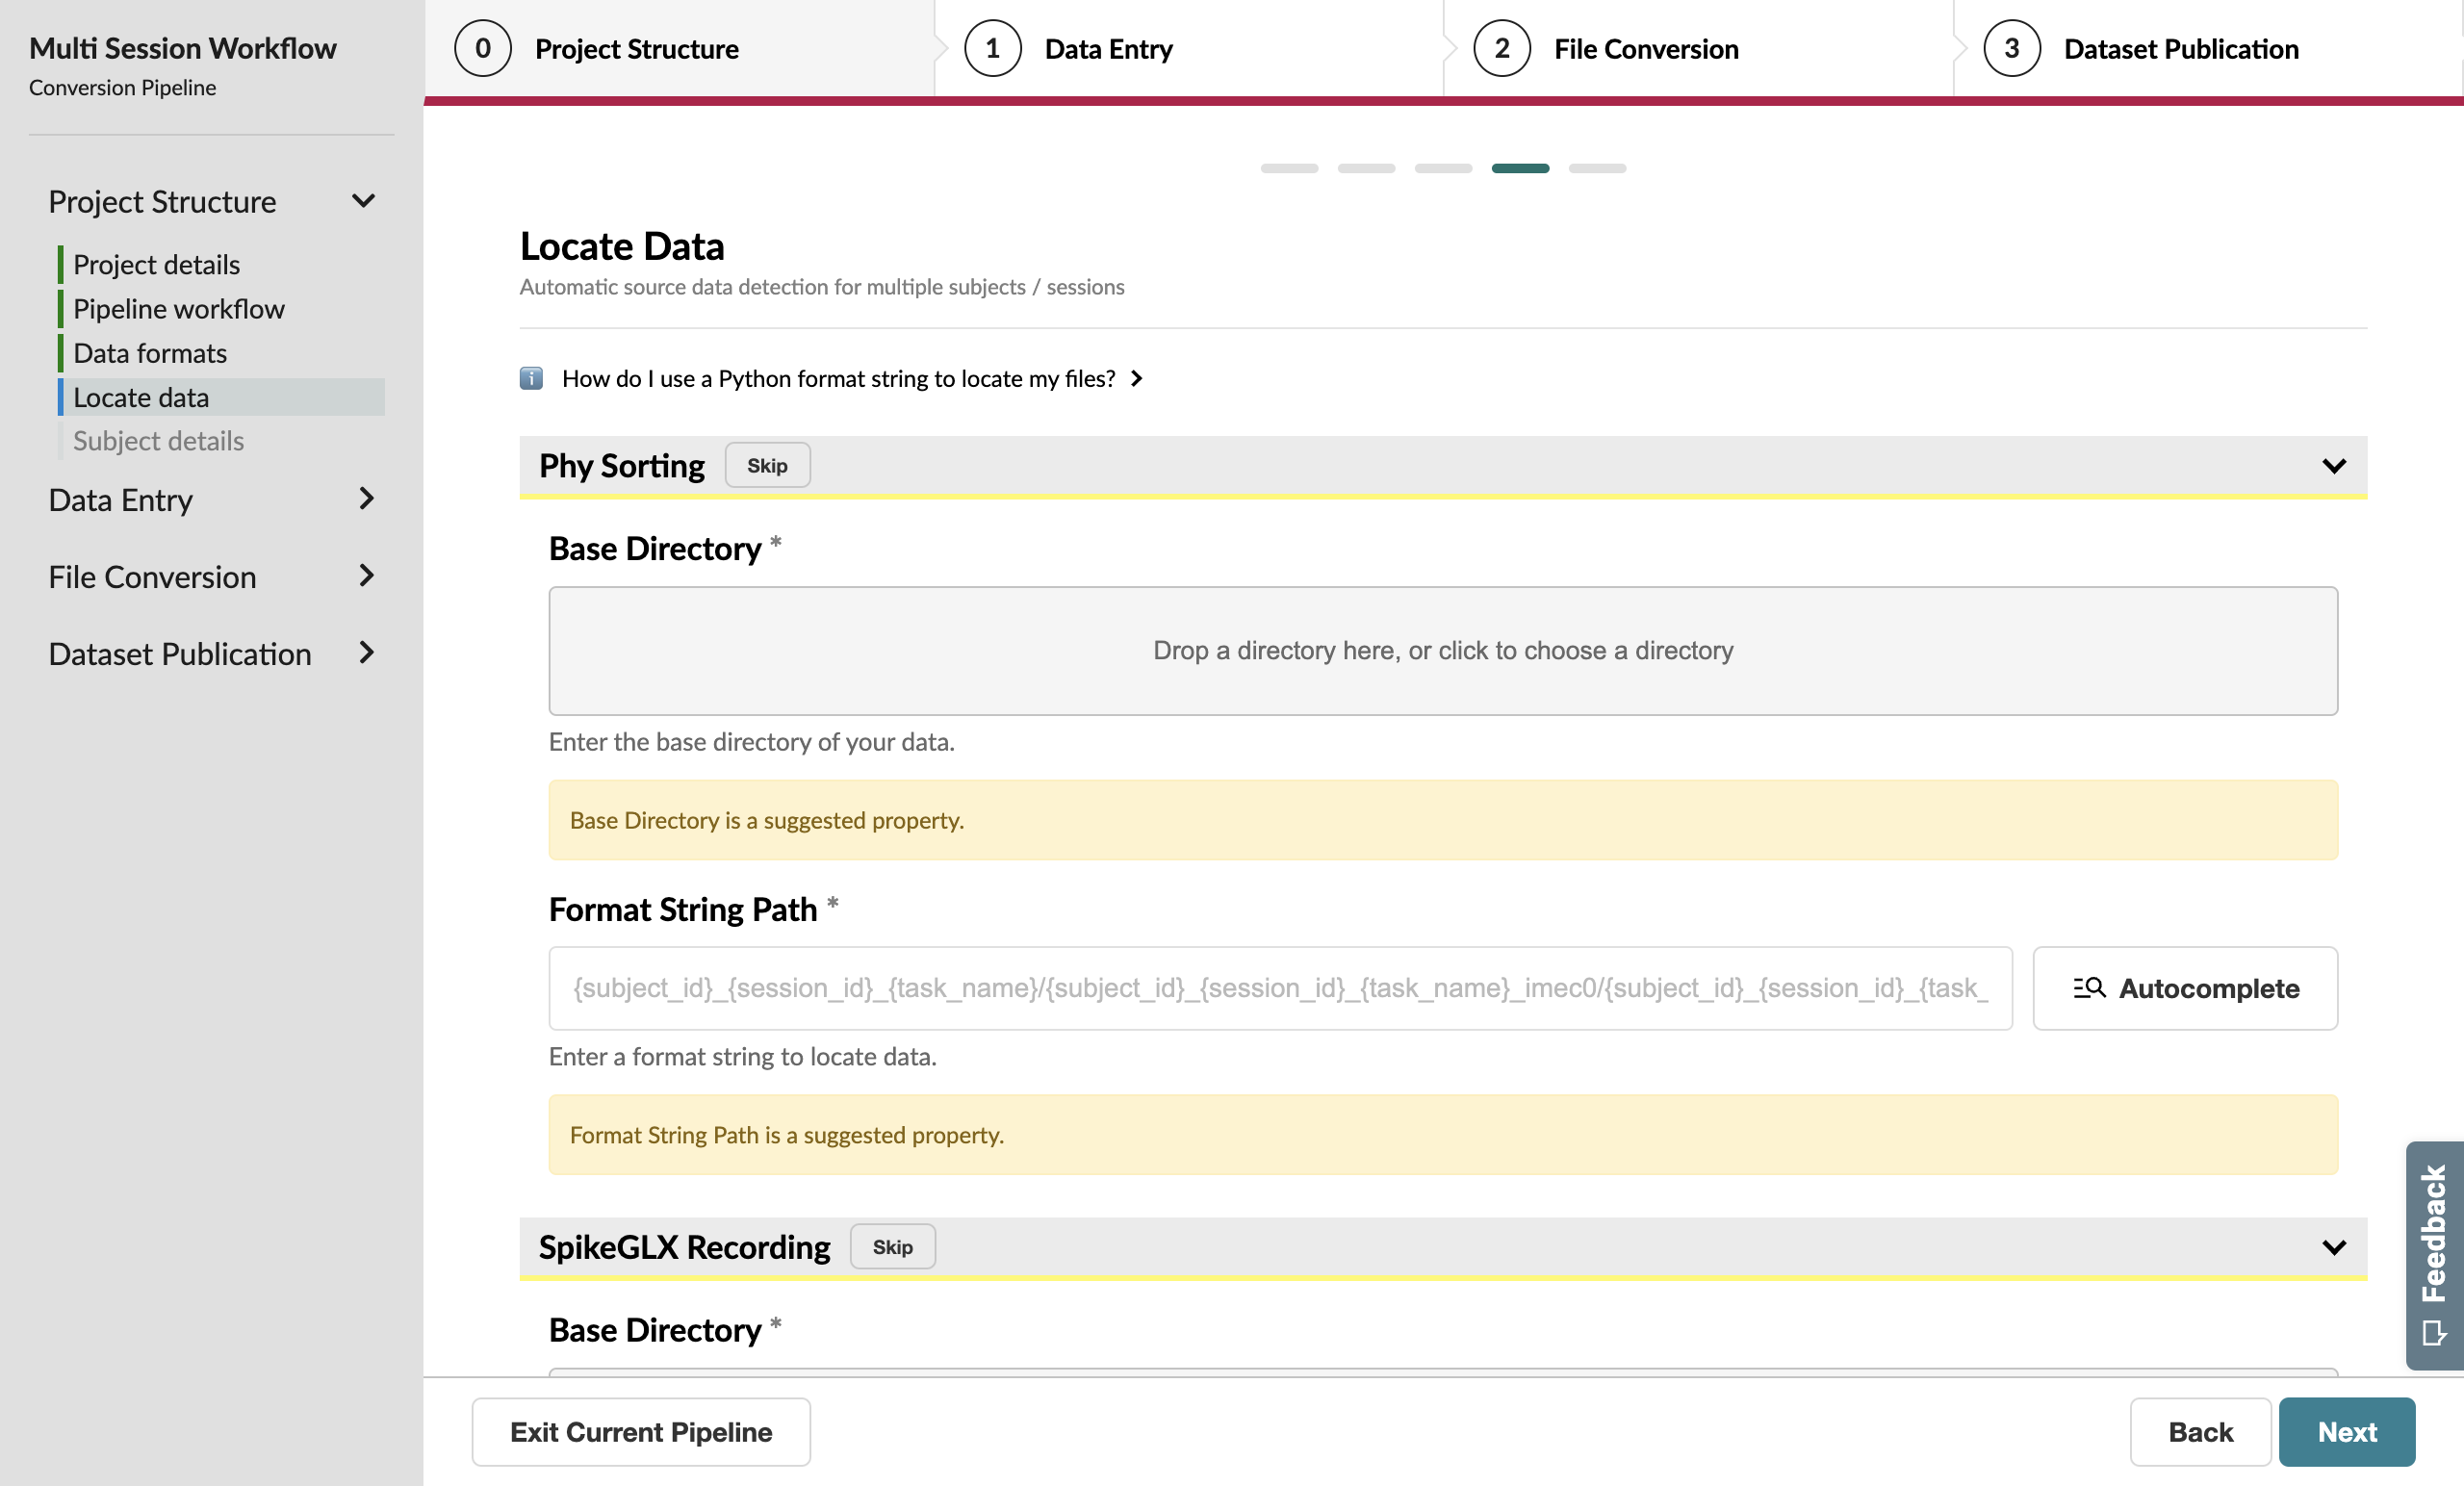 Multi Session Workflow
Conversion Pipeline
Project Structure
Project details
Pipeline workflow
Data formats
Locate data
Subject details
Data Entry
File Conversion
Dataset Publication
0 Project Structure
1 Data Entry
2 File Conversion
3 Dataset Publication
Locate Data
Automatic source data detection for multiple subjects / sessions
i How do I use a Python format string to locate my files?
Phy Sorting Skip
Base Directory *
Drop a directory here, or click to choose a directory
Enter the base directory of your data.
Base Directory is a suggested property.
Format String Path *
{subject_id}_{session_id}_{task_name}/{subject_id}_{session_id}_{task_name}_imec0/{subject_id}_{session_id}_{task_
Autocomplete
Enter a format string to locate data.
Format String Path is a suggested property.
SpikeGLX Recording Skip
Base Directory *
Feedback
Exit Current Pipeline
Back
Next